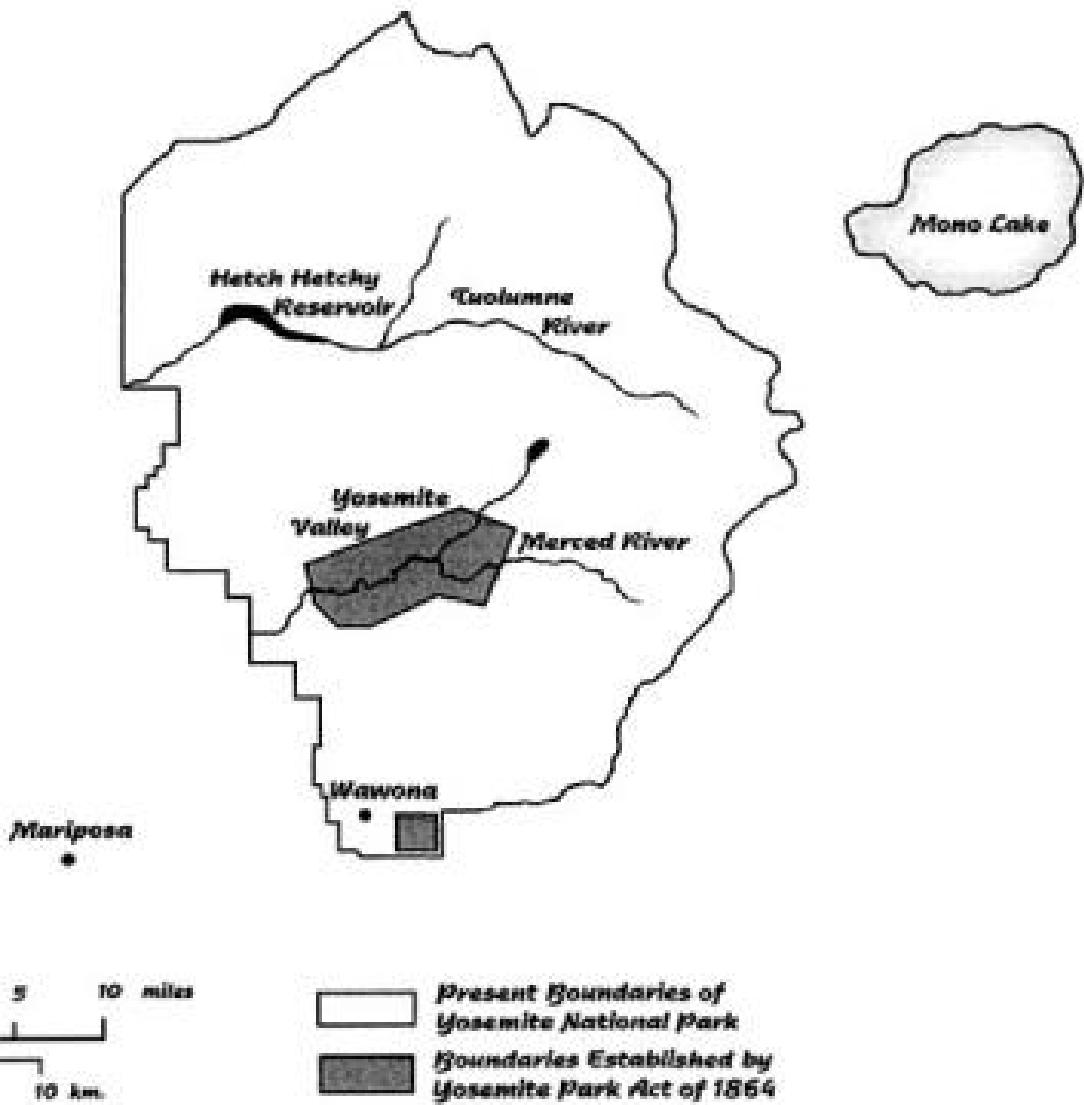 Mono Lake
Hetch Hetchy
Reservoir
Tuolumne
River
Yosemite
Valley
Merced River
Wawona
Mariposa
5 10 miles
10 km.
Present Boundaries of
Yosemite National Park
Boundaries Established by
Yosemite Park Act of 1864